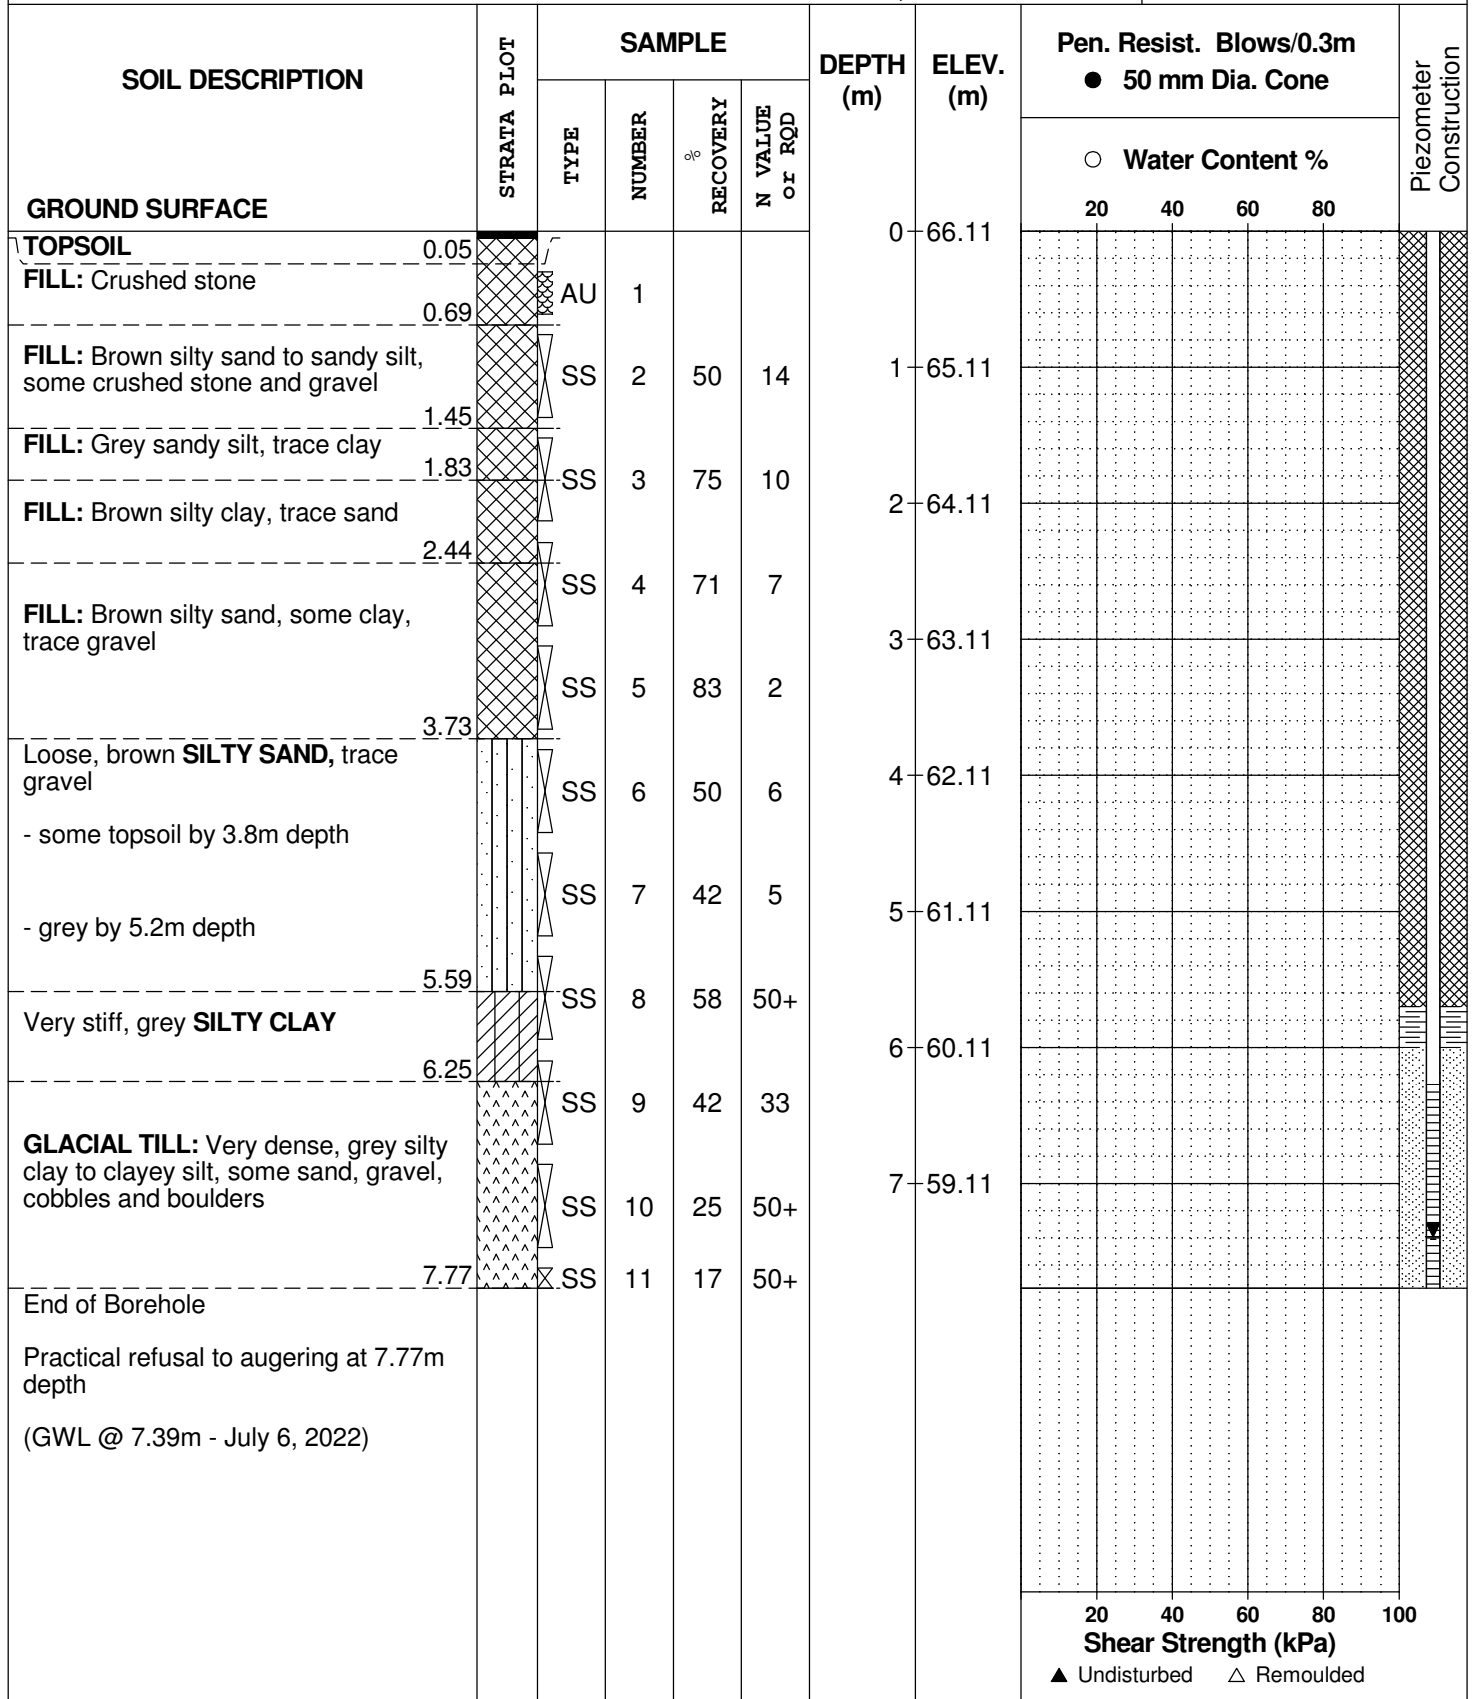 SOIL DESCRIPTION
GROUND SURFACE
STRATA PLOT
SAMPLE
TYPE
NUMBER
%
RECOVERY
N VALUE
or RQD
DEPTH
(m)
ELEV.
(m)
Pen. Resist. Blows/0.3m
● 50 mm Dia. Cone
○ Water Content %
20 40 60 80
Piezometer
Construction
0 66.11
TOPSOIL 0.05
FILL: Crushed stone
0.69
AU 1
FILL: Brown silty sand to sandy silt,
some crushed stone and gravel
1.45
SS 2 50 14
1 65.11
FILL: Grey sandy silt, trace clay
1.83
SS 3 75 10
FILL: Brown silty clay, trace sand
2.44
2 64.11
FILL: Brown silty sand, some clay,
trace gravel
3.73
SS 4 71 7
3 63.11
SS 5 83 2
Loose, brown SILTY SAND, trace
gravel
- some topsoil by 3.8m depth
- grey by 5.2m depth
5.59
SS 6 50 6
4 62.11
SS 7 42 5
5 61.11
SS 8 58 50+
Very stiff, grey SILTY CLAY
6.25
6 60.11
SS 9 42 33
GLACIAL TILL: Very dense, grey silty
clay to clayey silt, some sand, gravel,
cobbles and boulders
7.77
7 59.11
SS 10 25 50+
SS 11 17 50+
End of Borehole
Practical refusal to augering at 7.77m
depth
(GWL @ 7.39m - July 6, 2022)
20 40 60 80 100
Shear Strength (kPa)
▲ Undisturbed △ Remoulded